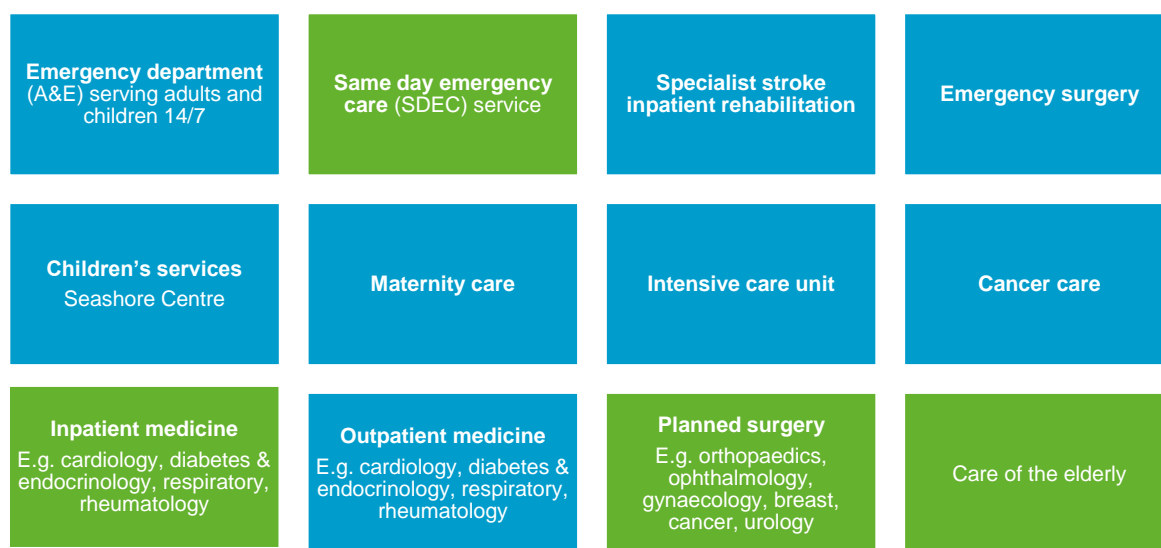 Emergency department
(A&E) serving adults and
children 14/7
Same day emergency
care (SDEC) service
Specialist stroke
inpatient rehabilitation
Emergency surgery
Children's services
Seashore Centre
Maternity care
Intensive care unit
Cancer care
Inpatient medicine
E.g. cardiology, diabetes &
endocrinology, respiratory,
rheumatology
Outpatient medicine
E.g. cardiology, diabetes &
endocrinology, respiratory,
rheumatology
Planned surgery
E.g. orthopaedics,
ophthalmology,
gynaecology, breast,
cancer, urology
Care of the elderly